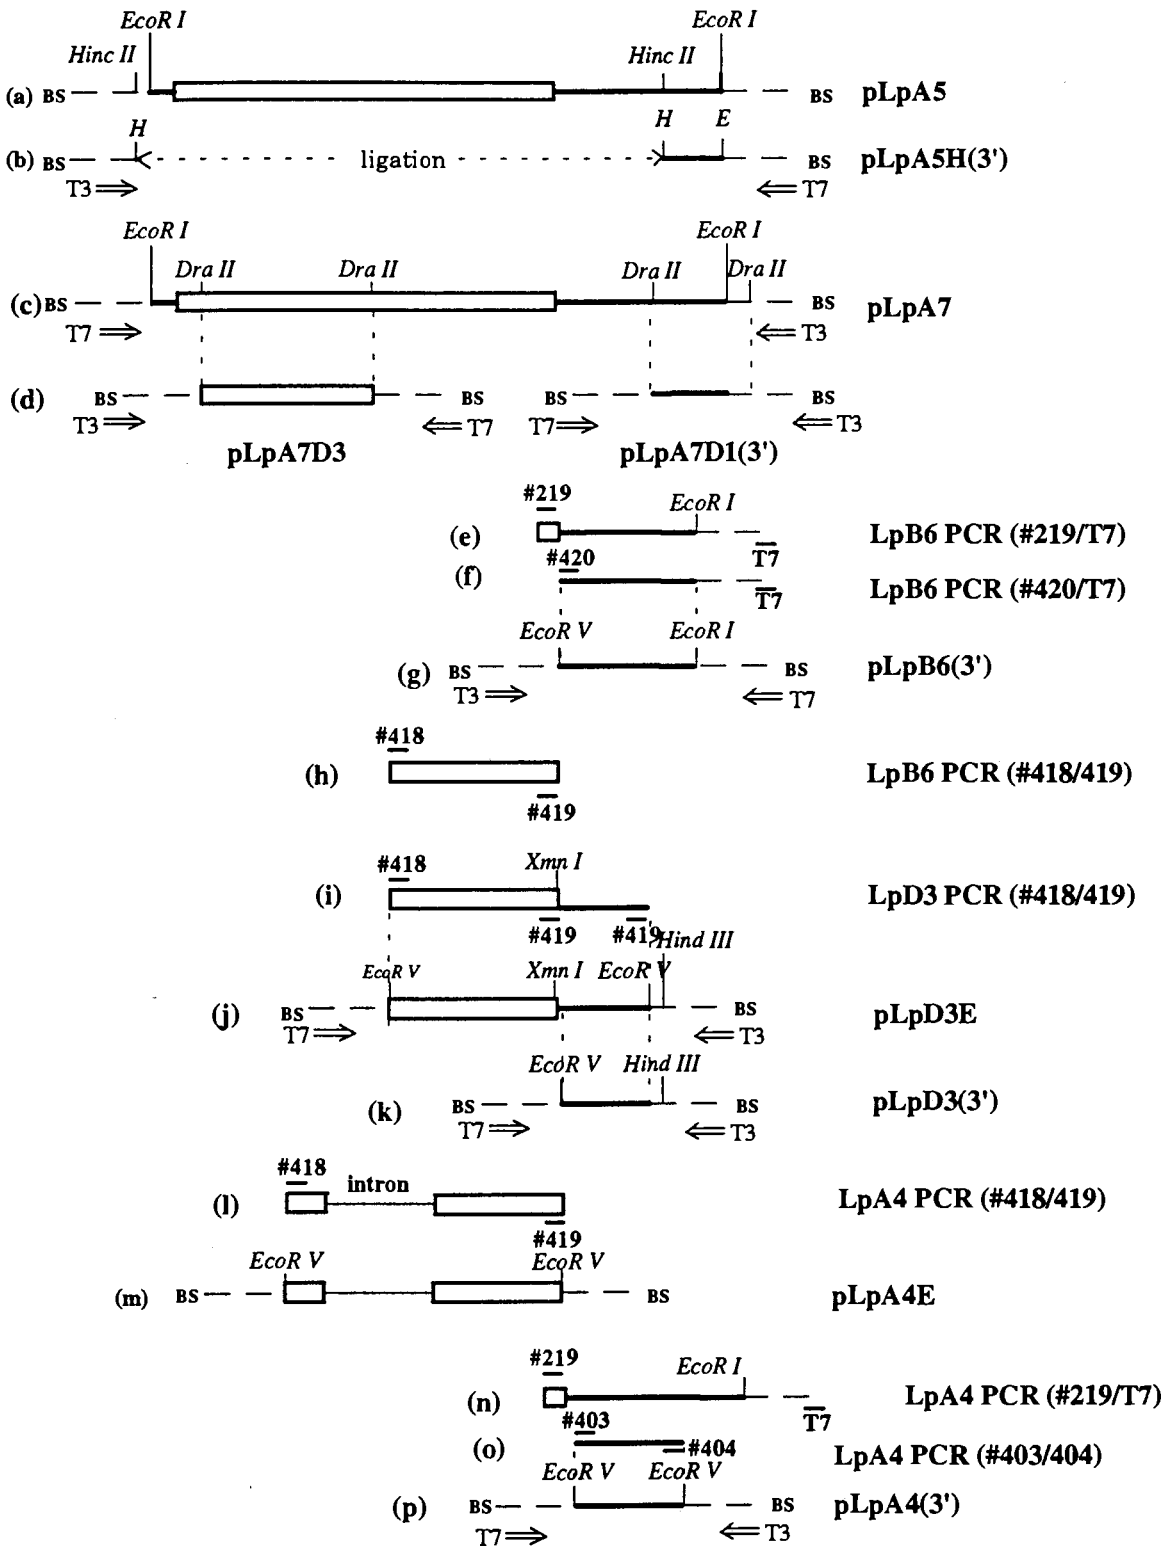 EcoR I EcoR I
Hinc II Hinc II
(a) BS BS pLpA5
H H E
(b) BS ligation BS pLpA5H(3')
T3 T7
EcoR I EcoR I
Dra II Dra II Dra II Dra II
(c) BS BS pLpA7
T7 T3
(d) BS BS BS BS
T3 T7 T7 T3
pLpA7D3 pLpA7D1(3')
#219 EcoR I
(e) LpB6 PCR (#219/T7)
T7
#420
(f) LpB6 PCR (#420/T7)
T7
EcoR V EcoR I
(g) BS BS pLpB6(3')
T3 T7
#418
(h) LpB6 PCR (#418/419)
#419
#418 Xmn I
(i) LpD3 PCR (#418/419)
#419 #419 Hind III
EcoR V Xmn I EcoR V
(j) BS BS pLpD3E
T7 T3
EcoR V Hind III
(k) BS BS pLpD3(3')
T7 T3
#418 intron
(l) LpA4 PCR (#418/419)
#419
EcoR V EcoR V
(m) BS BS pLpA4E
#219 EcoR I
(n) LpA4 PCR (#219/T7)
T7
#403
(o) #404 LpA4 PCR (#403/404)
EcoR V EcoR V
(p) BS BS pLpA4(3')
T7 T3